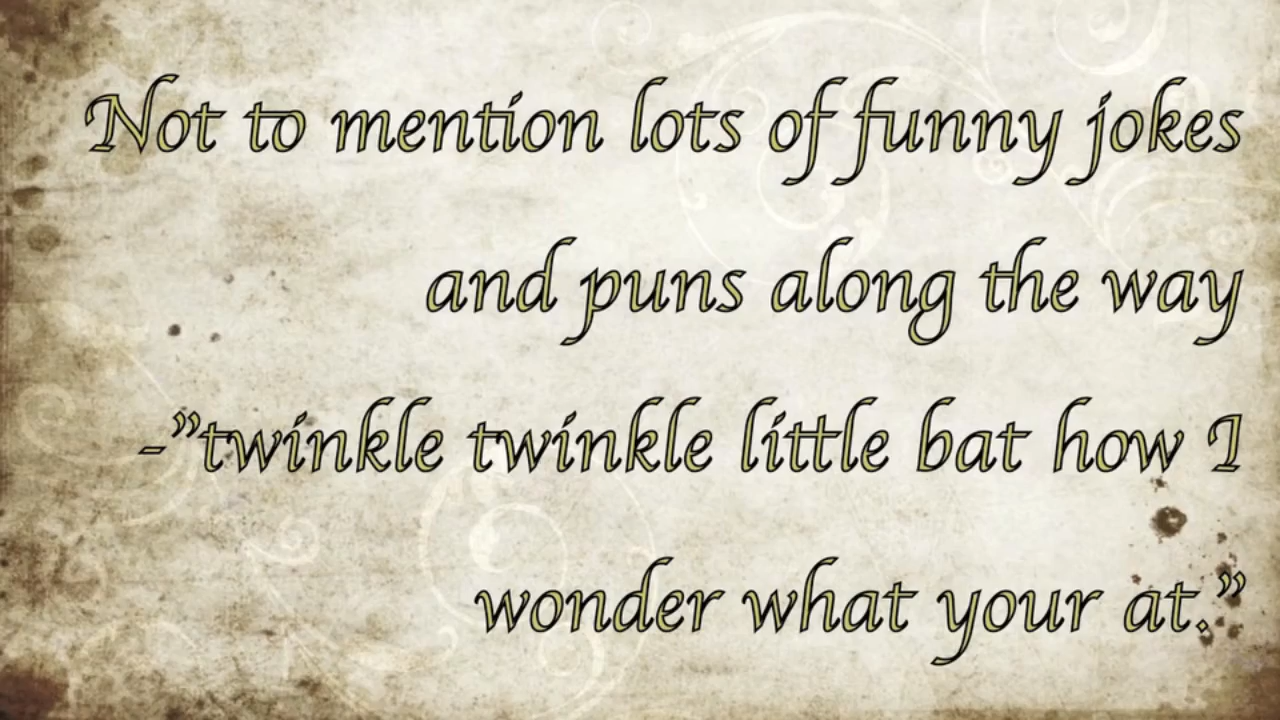 Not to mention lots of funny jokes
and puns along the way
-”twinkle twinkle little bat how I
wonder what your at.”